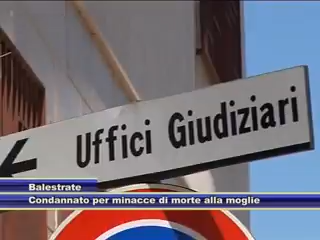 Uffici Giudiziari
Balestrate
Condannato per minacce di morte alla moglie